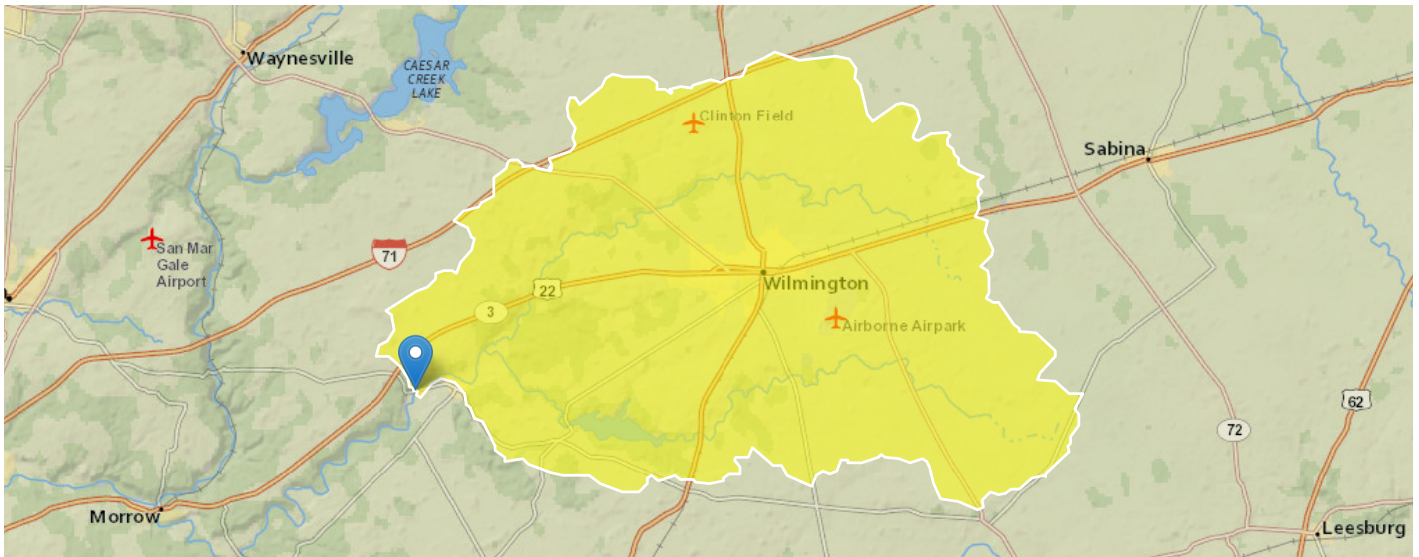 Waynesville
CAESAR
CREEK
LAKE
Clinton Field
Sabina
San Mar
Gale
Airport
71
22
3
Wilmington
Airborne Airpark
62
72
Morrow
Leesburg